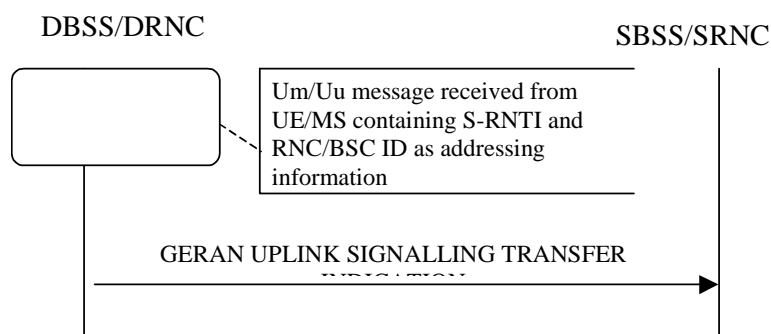 DBSS/DRNC
SBSS/SRNC
Um/Uu message received from
UE/MS containing S-RNTI and
RNC/BSC ID as addressing
information
GERAN UPLINK SIGNALLING TRANSFER
INDICATION